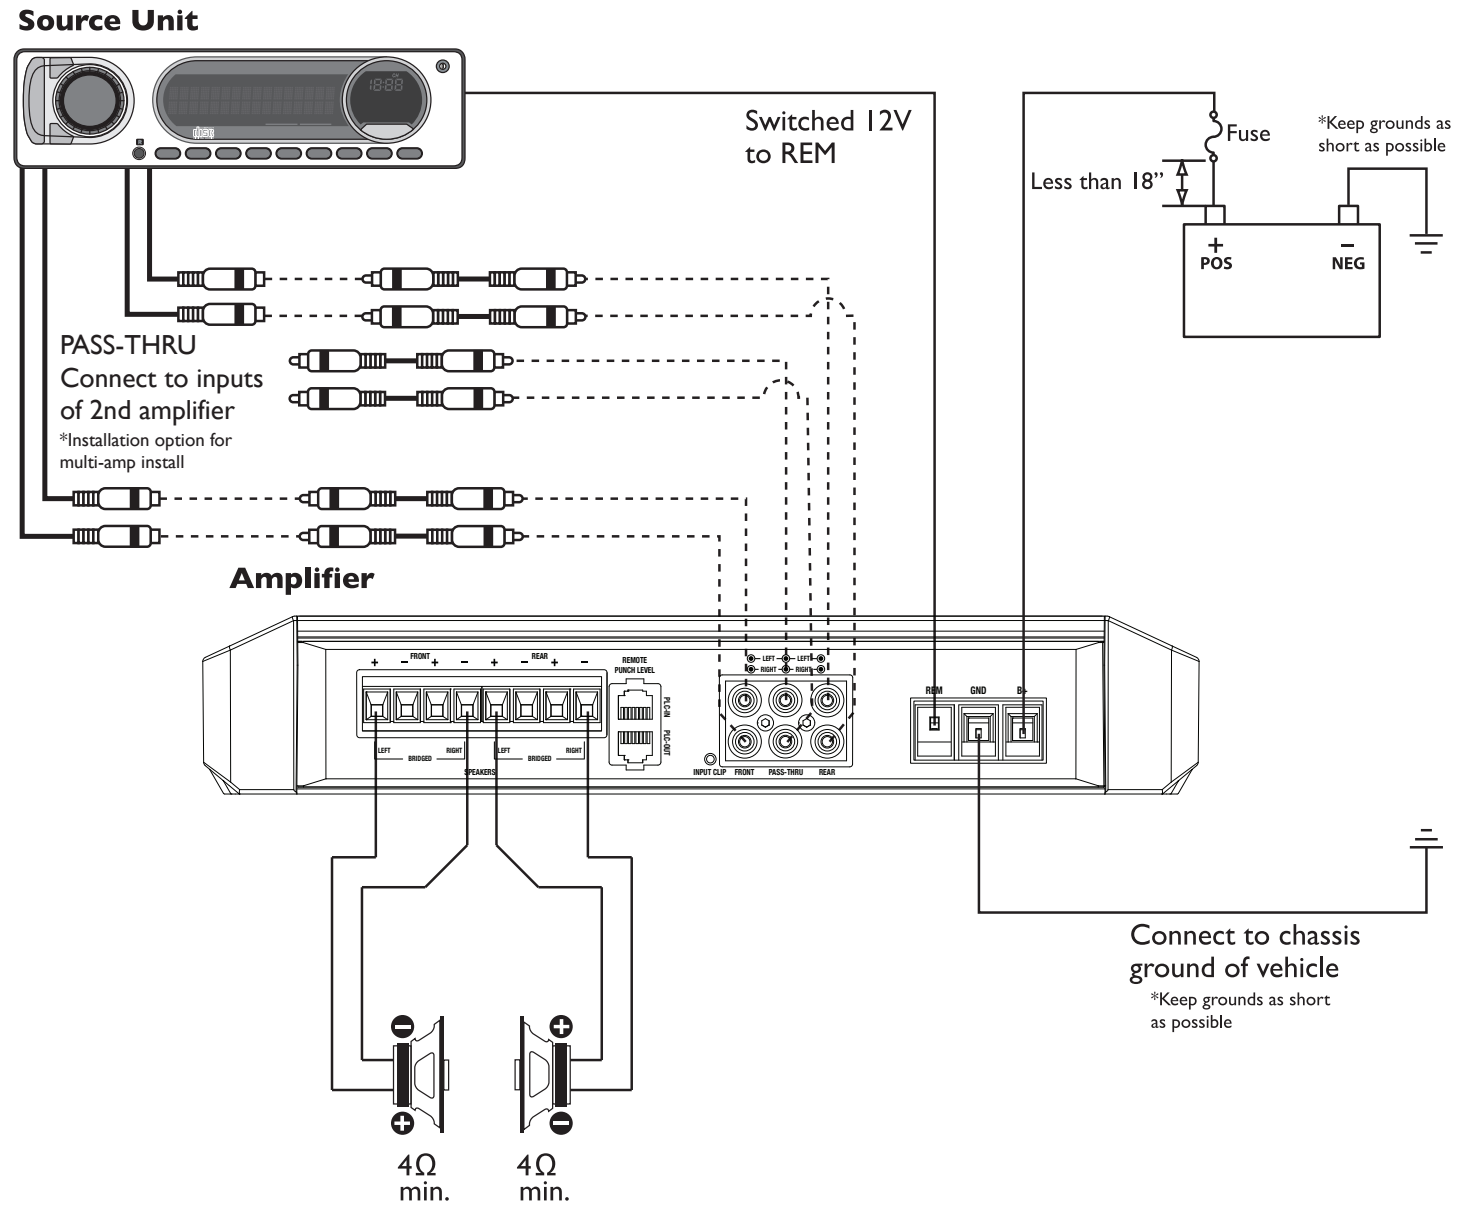 Source Unit
CH
18:88
disc
Switched 12V
to REM
Fuse
*Keep grounds as
short as possible
Less than 18”
+
POS
–
NEG
PASS-THRU
Connect to inputs
of 2nd amplifier
*Installation option for
multi-amp install
Amplifier
FRONT
REAR
+ – + – + – + –
REMOTE
PUNCH LEVEL
LEFT LEFT
RIGHT RIGHT
PLC-IN
PLC-OUT
REM GND B+
LEFT RIGHT LEFT RIGHT
BRIDGED BRIDGED
SPEAKERS
INPUT CLIP FRONT PASS-THRU REAR
Connect to chassis
ground of vehicle
*Keep grounds as short
as possible
– +
+ –
4Ω
min.
4Ω
min.